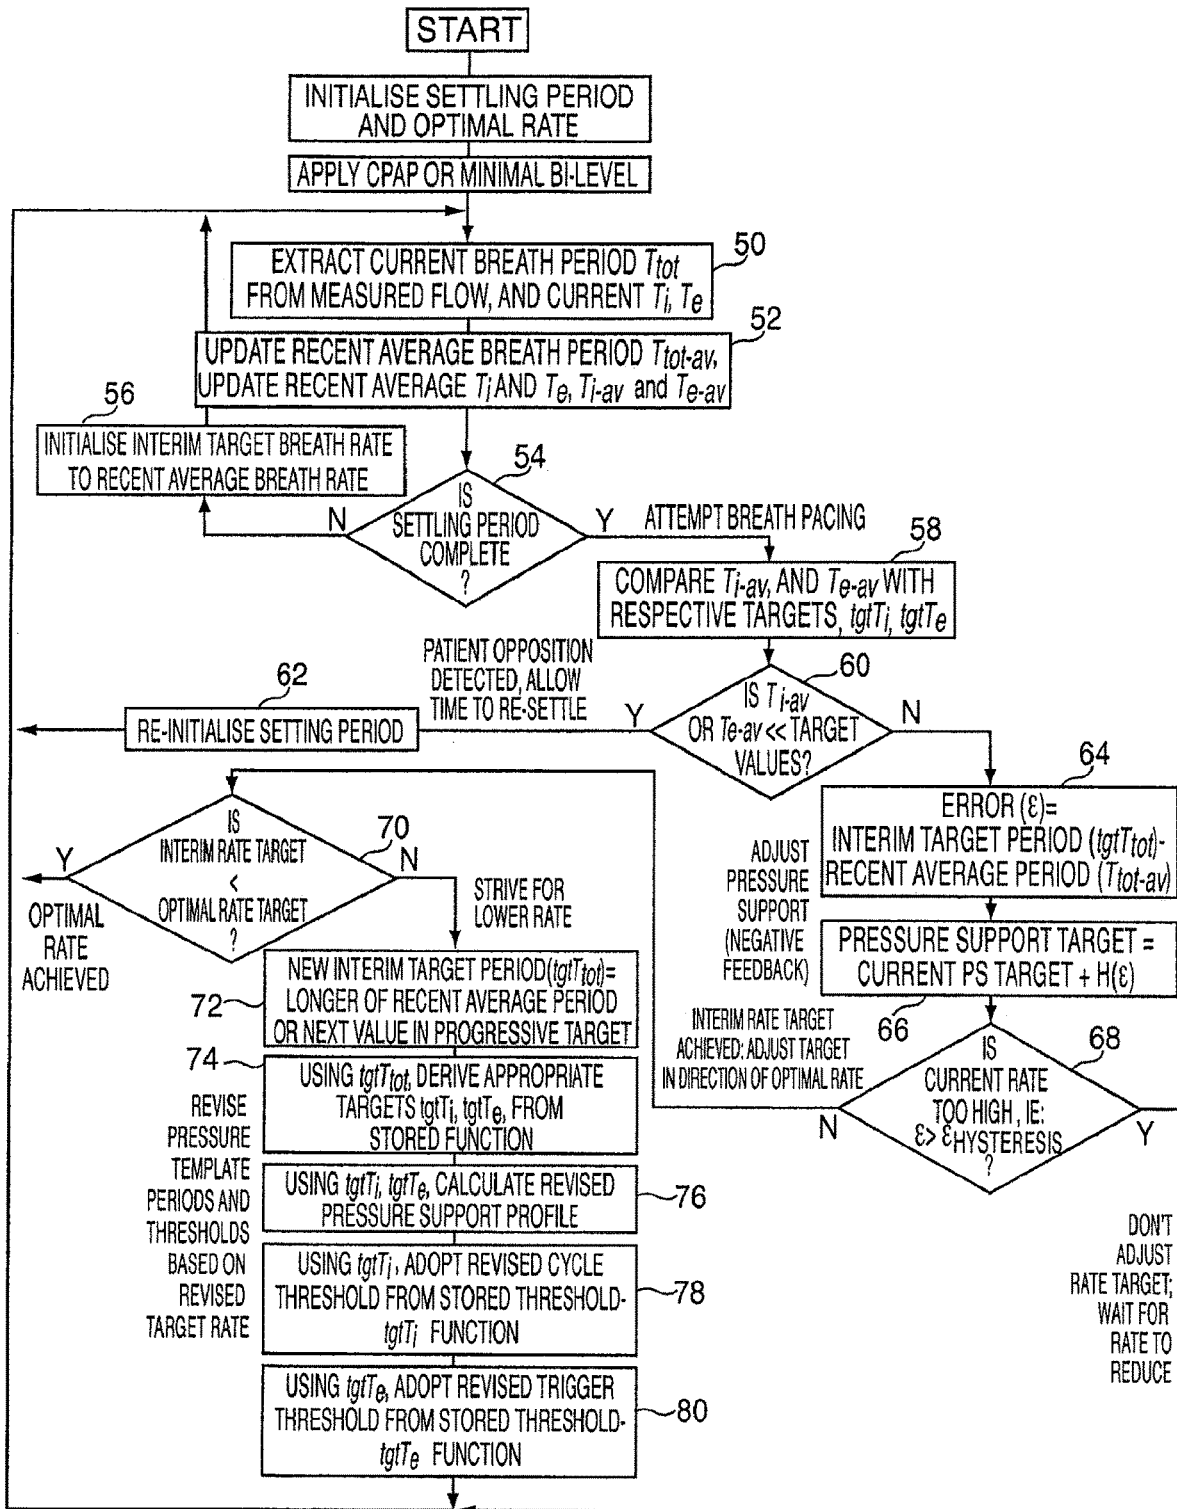 START
INITIALISE SETTLING PERIOD
AND OPTIMAL RATE
APPLY CPAP OR MINIMAL BI-LEVEL
50
EXTRACT CURRENT BREATH PERIOD Ttot
FROM MEASURED FLOW, AND CURRENT Ti, Te
52
UPDATE RECENT AVERAGE BREATH PERIOD Ttot-av,
UPDATE RECENT AVERAGE Ti AND Te, Ti-av and Te-av
56
INITIALISE INTERIM TARGET BREATH RATE
TO RECENT AVERAGE BREATH RATE
54
IS
SETTLING PERIOD
COMPLETE
?
N
Y
ATTEMPT BREATH PACING
58
COMPARE Ti-av, AND Te-av WITH
RESPECTIVE TARGETS, tgtTi, tgtTe
60
IS Ti-av
OR Te-av << TARGET
VALUES?
Y
N
PATIENT OPPOSITION
DETECTED, ALLOW
TIME TO RE-SETTLE
62
RE-INITIALISE SETTING PERIOD
64
ERROR (ε)=
INTERIM TARGET PERIOD (tgtTtot)-
RECENT AVERAGE PERIOD (Ttot-av)
ADJUST
PRESSURE
SUPPORT
(NEGATIVE
FEEDBACK)
PRESSURE SUPPORT TARGET =
CURRENT PS TARGET + H(ε)
66
68
IS
CURRENT RATE
TOO HIGH, IE:
ε> εHYSTERESIS
?
N
Y
INTERIM RATE TARGET
ACHIEVED: ADJUST TARGET
IN DIRECTION OF OPTIMAL RATE
DON'T
ADJUST
RATE TARGET;
WAIT FOR
RATE TO
REDUCE
70
IS
INTERIM RATE TARGET
<
OPTIMAL RATE TARGET
?
Y
N
OPTIMAL
RATE
ACHIEVED
STRIVE FOR
LOWER RATE
72
NEW INTERIM TARGET PERIOD(tgtTtot)=
LONGER OF RECENT AVERAGE PERIOD
OR NEXT VALUE IN PROGRESSIVE TARGET
74
USING tgtTtot, DERIVE APPROPRIATE
TARGETS tgtTi, tgtTe, FROM
STORED FUNCTION
REVISE
PRESSURE
TEMPLATE
PERIODS AND
THRESHOLDS
BASED ON
REVISED
TARGET RATE
USING tgtTi, tgtTe, CALCULATE REVISED
PRESSURE SUPPORT PROFILE
76
USING tgtTi, ADOPT REVISED CYCLE
THRESHOLD FROM STORED THRESHOLD-
tgtTi FUNCTION
78
USING tgtTe, ADOPT REVISED TRIGGER
THRESHOLD FROM STORED THRESHOLD-
tgtTe FUNCTION
80